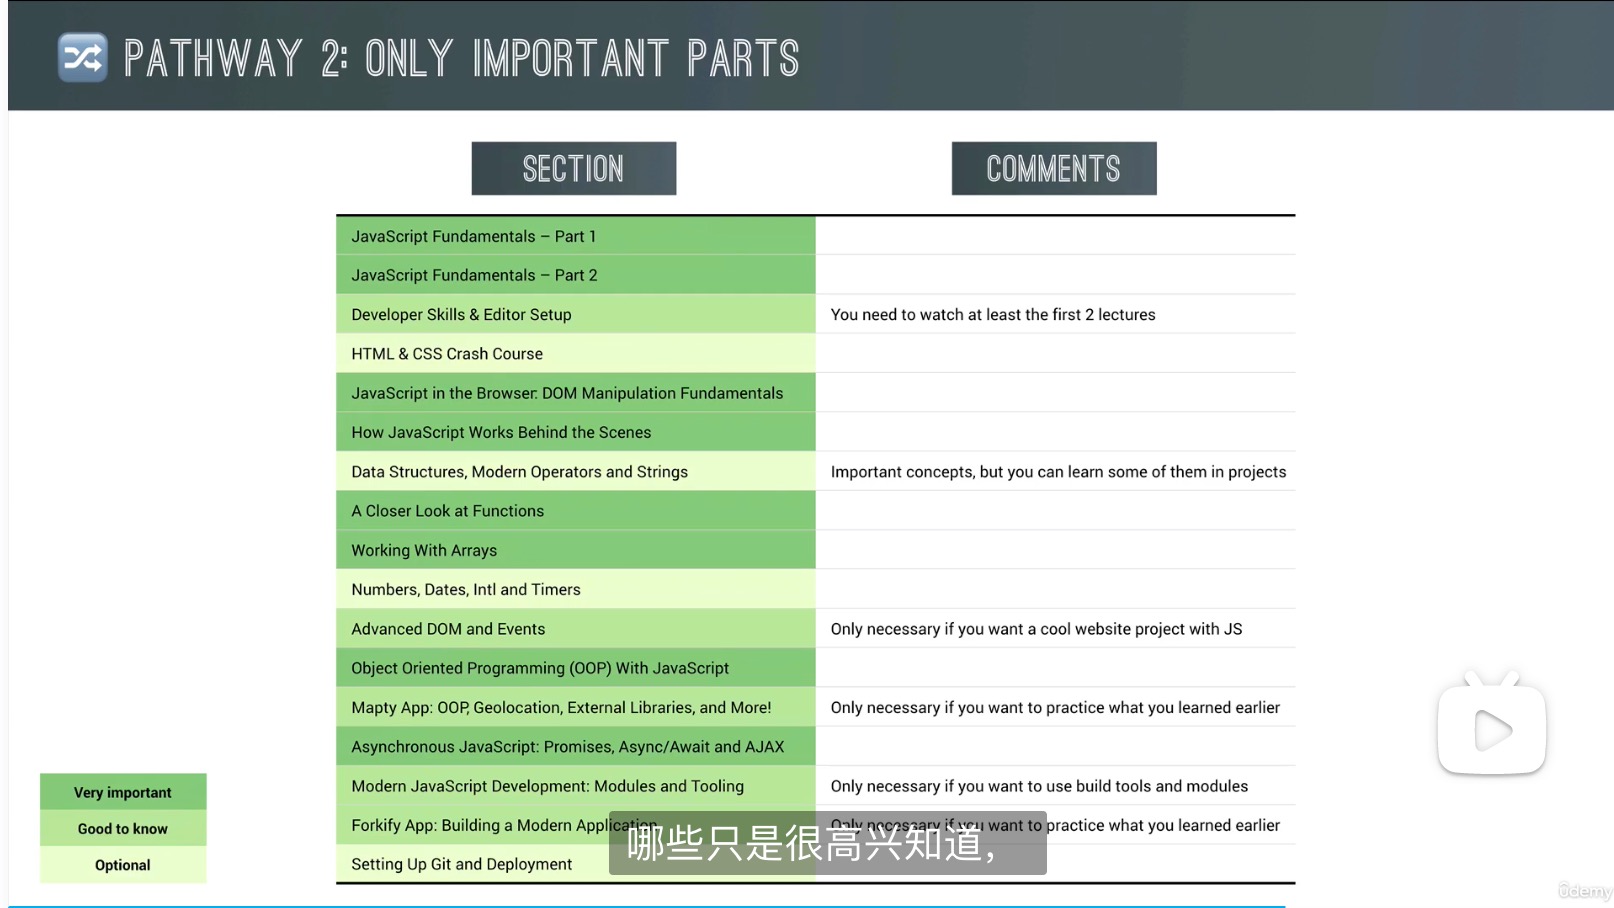 PATHWAY 2: ONLY IMPORTANT PARTS
SECTION
COMMENTS
JavaScript Fundamentals – Part 1
JavaScript Fundamentals – Part 2
Developer Skills & Editor Setup
You need to watch at least the first 2 lectures
HTML & CSS Crash Course
JavaScript in the Browser: DOM Manipulation Fundamentals
How JavaScript Works Behind the Scenes
Data Structures, Modern Operators and Strings
Important concepts, but you can learn some of them in projects
A Closer Look at Functions
Working With Arrays
Numbers, Dates, Intl and Timers
Advanced DOM and Events
Only necessary if you want a cool website project with JS
Object Oriented Programming (OOP) With JavaScript
Mapty App: OOP, Geolocation, External Libraries, and More!
Only necessary if you want to practice what you learned earlier
Asynchronous JavaScript: Promises, Async/Await and AJAX
Modern JavaScript Development: Modules and Tooling
Only necessary if you want to use build tools and modules
Forkify App: Building a Modern Application
Only necessary if you want to practice what you learned earlier
Setting Up Git and Deployment
Very important
Good to know
Optional
哪些只是很高兴知道,
ûdemy